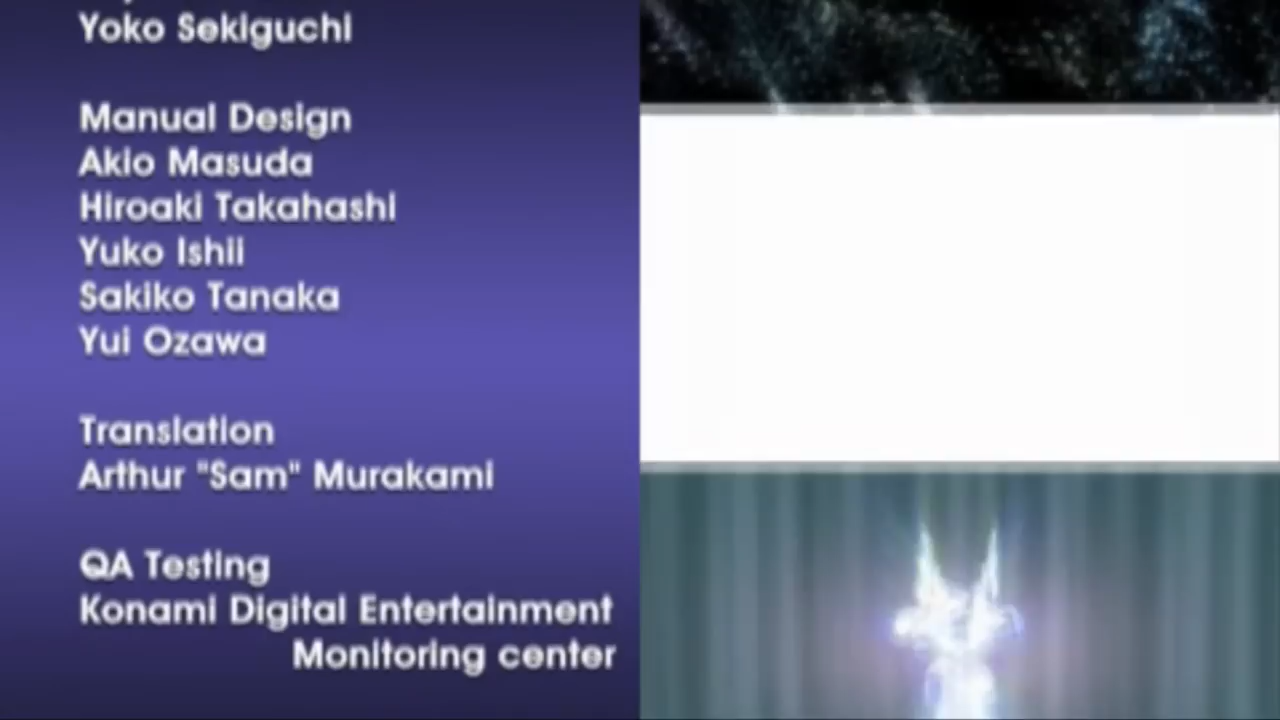 Yoko Sekiguchi
Manual Design
Akio Masuda
Hiroaki Takahashi
Yuko Ishii
Sakiko Tanaka
Yui Ozawa
Translation
Arthur "Sam" Murakami
QA Testing
Konami Digital Entertainment
Monitoring center